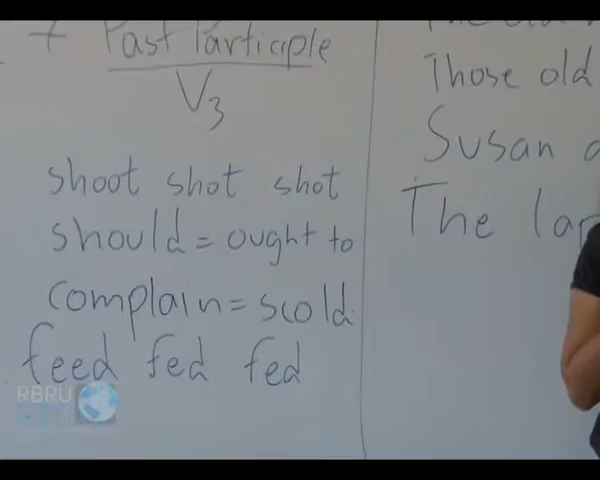 + Past Participle
V3
shoot shot shot
should = ought to
complain = scold
feed fed fed
Those old
Susan
The
RBRU